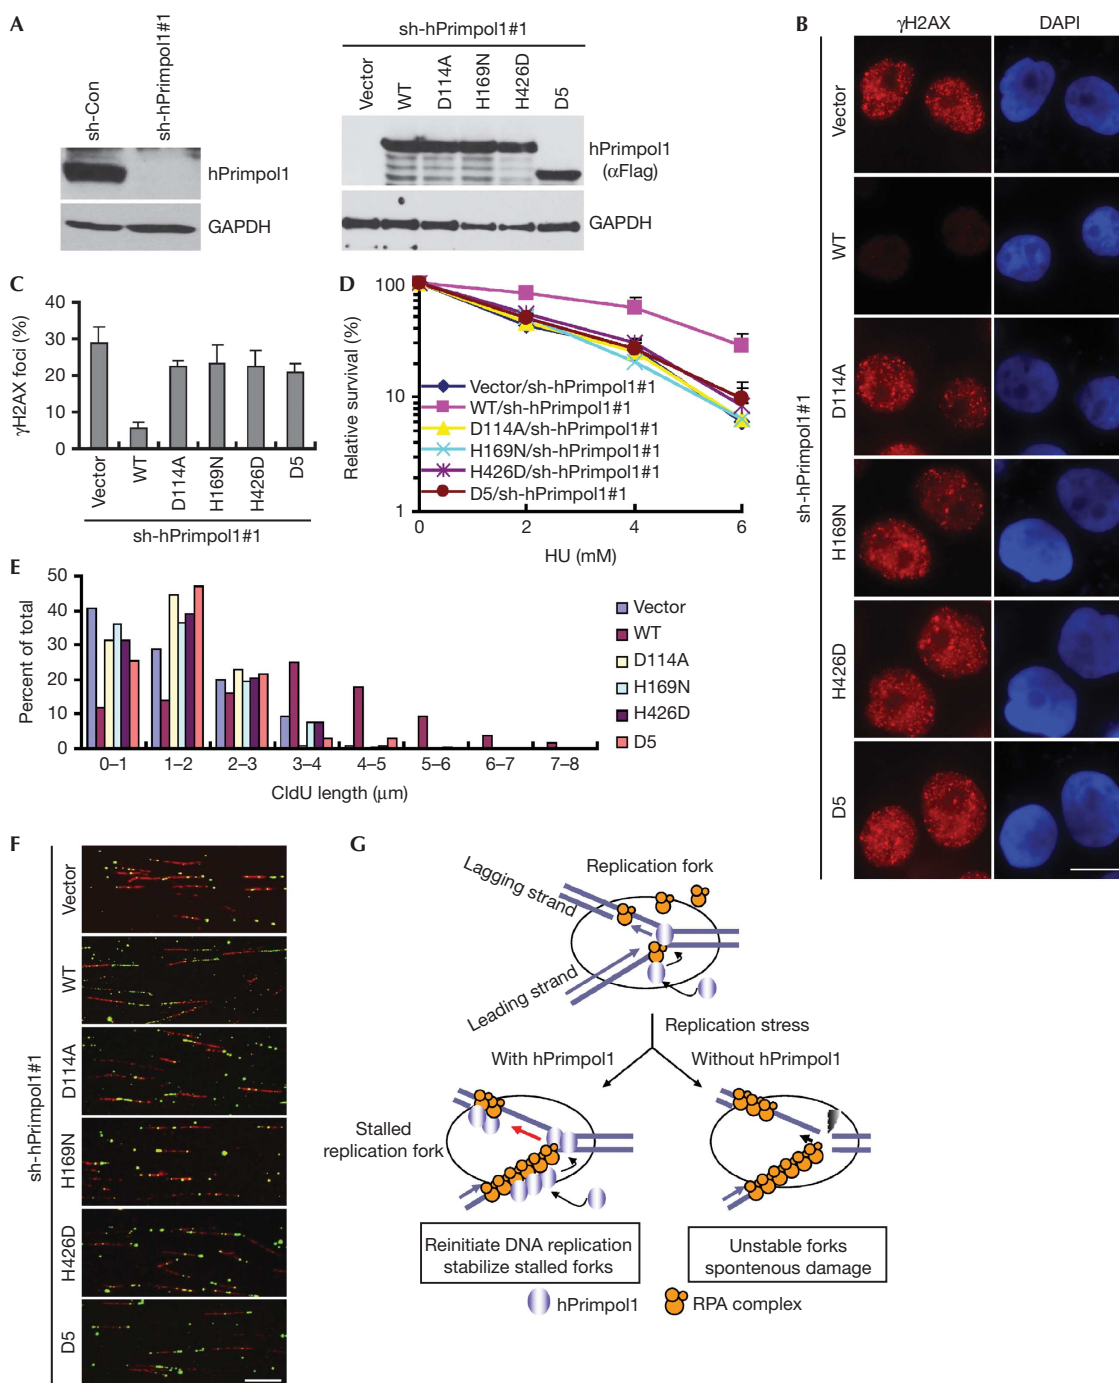 A
sh-Con
sh-hPrimpol1#1
hPrimpol1
GAPDH
sh-hPrimpol1#1
Vector
WT
D114A
H169N
H426D
D5
hPrimpol1
(αFlag)
GAPDH
B
γH2AX
DAPI
sh-hPrimpol1#1
Vector
WT
D114A
H169N
H426D
D5
C
γH2AX foci (%)
40
30
20
10
0
Vector
WT
D114A
H169N
H426D
D5
sh-hPrimpol1#1
D
Relative survival (%)
100
10
1
Vector/sh-hPrimpol1#1
WT/sh-hPrimpol1#1
D114A/sh-hPrimpol1#1
H169N/sh-hPrimpol1#1
H426D/sh-hPrimpol1#1
D5/sh-hPrimpol1#1
0 2 4 6
HU (mM)
E
Percent of total
50
40
30
20
10
0
0–1 1–2 2–3 3–4 4–5 5–6 6–7 7–8
CldU length (μm)
Vector
WT
D114A
H169N
H426D
D5
F
sh-hPrimpol1#1
Vector
WT
D114A
H169N
H426D
D5
G
Replication fork
Lagging strand
Leading strand
Replication stress
With hPrimpol1
Without hPrimpol1
Stalled
replication fork
Reinitiate DNA replication
stabilize stalled forks
Unstable forks
spontenous damage
hPrimpol1
RPA complex